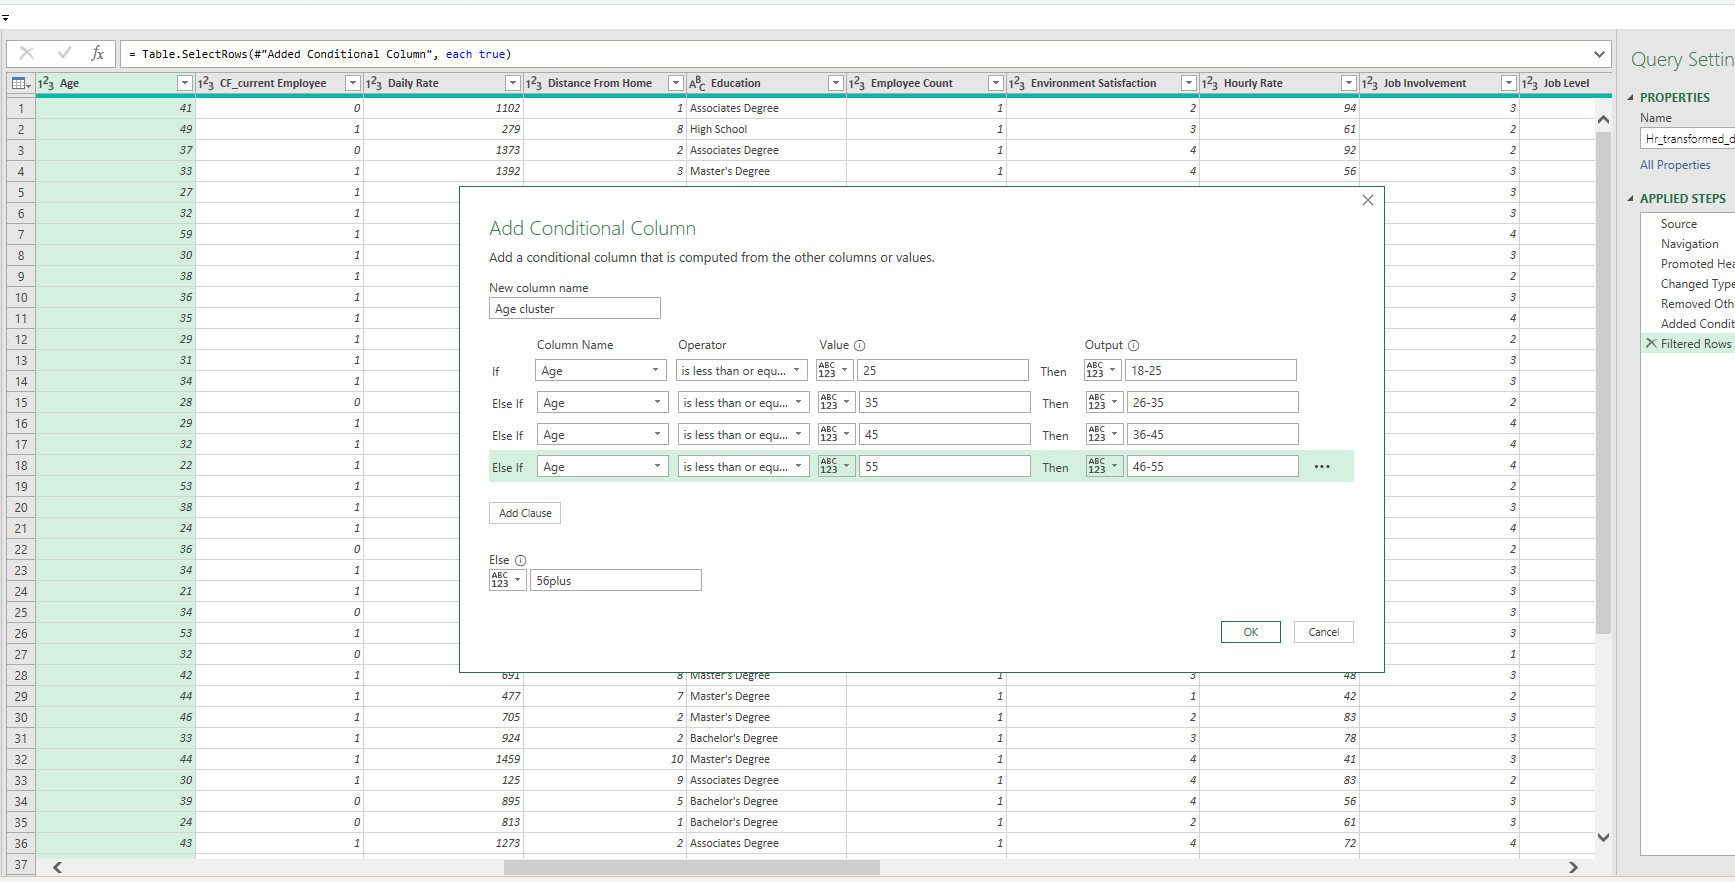 = Table.SelectRows(#"Added Conditional Column", each true)
Query Settin
PROPERTIES
Name
Hr_transformed_d
All Properties
APPLIED STEPS
Source
Navigation
Promoted Hea
Changed Type
Removed Oth
Added Condit
Filtered Rows
Age CF_current Employee Daily Rate Distance From Home Education Employee Count Environment Satisfaction Hourly Rate Job Involvement Job Level
1 41 0 1102 1 Associates Degree 1 2 94 3
2 49 1 279 8 High School 1 3 61 2
3 37 0 1373 2 Associates Degree 1 4 92 2
4 33 1 1392 3 Master's Degree 1 4 56 3
5 27 1 3
6 32 1 3
7 59 1 4
8 30 1 3
9 38 1 2
10 36 1 3
11 35 1 4
12 29 1 2
13 31 1 3
14 34 1 3
15 28 0 2
16 29 1 4
17 32 1 4
18 22 1 4
19 53 1 2
20 38 1 3
21 24 1 4
22 36 0 2
23 34 1 3
24 21 1 3
25 34 0 3
26 53 1 3
27 32 0 1
28 42 1 691 8 Master's Degree 1 3 48 3
29 44 1 477 7 Master's Degree 1 1 42 2
30 46 1 705 2 Master's Degree 1 2 83 3
31 33 1 924 2 Bachelor's Degree 1 3 78 3
32 44 1 1459 10 Master's Degree 1 4 41 3
33 30 1 125 9 Associates Degree 1 4 83 2
34 39 0 895 5 Bachelor's Degree 1 4 56 3
35 24 0 813 1 Bachelor's Degree 1 2 61 3
36 43 1 1273 2 Associates Degree 1 4 72 4
37
Add Conditional Column
Add a conditional column that is computed from the other columns or values.
New column name
Age cluster
Column Name Operator Value Output
If Age is less than or equ... ABC 123 25 Then ABC 123 18-25
Else If Age is less than or equ... ABC 123 35 Then ABC 123 26-35
Else If Age is less than or equ... ABC 123 45 Then ABC 123 36-45
Else If Age is less than or equ... ABC 123 55 Then ABC 123 46-55 ...
Add Clause
Else
ABC 123 56plus
OK Cancel